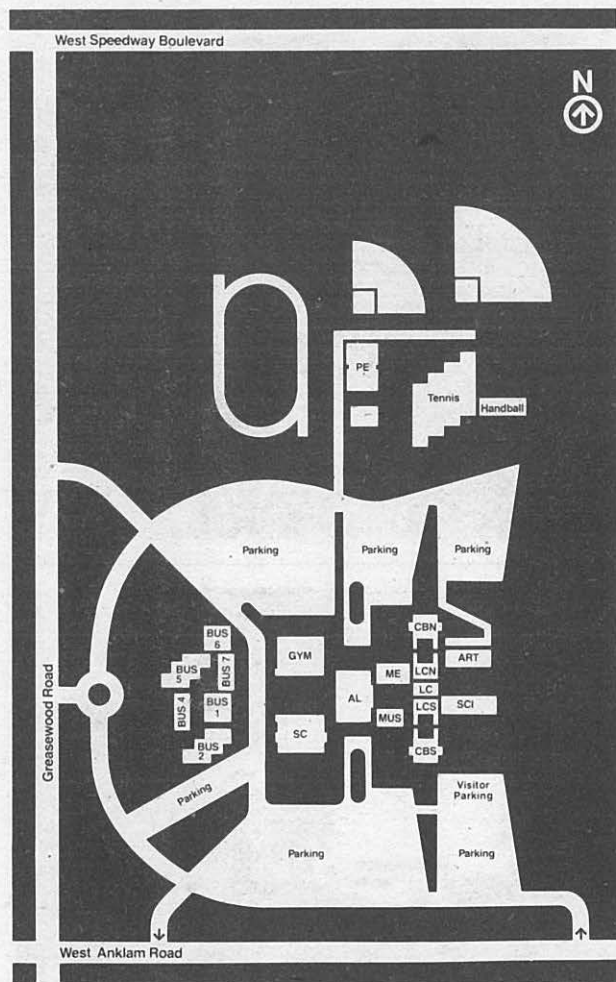 West Speedway Boulevard
N
PE
Tennis
Handball
Greasewood Road
Parking
Parking
Parking
BUS
6
BUS
5
BUS 7
BUS 4
BUS
1
BUS
2
GYM
SC
AL
ME
MUS
CBN
LCN
LC
LCS
CBS
ART
SCI
Parking
Visitor
Parking
Parking
Parking
West Anklam Road